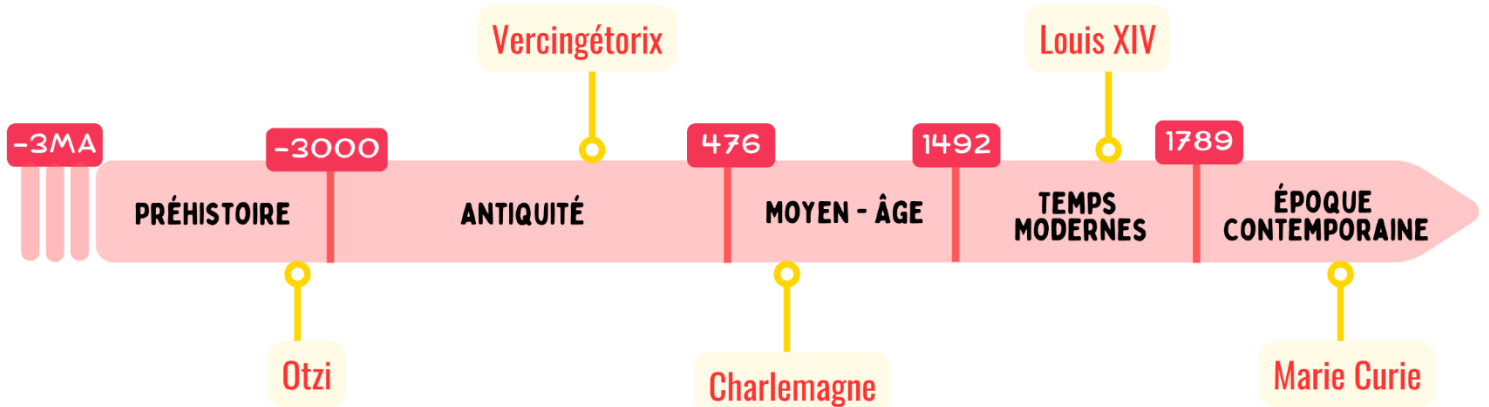 Vercingétorix
Louis XIV
-3MA
-3000
476
1492
1789
PRÉHISTOIRE
ANTIQUITÉ
MOYEN - ÂGE
TEMPS
MODERNES
ÉPOQUE
CONTEMPORAINE
Otzi
Charlemagne
Marie Curie